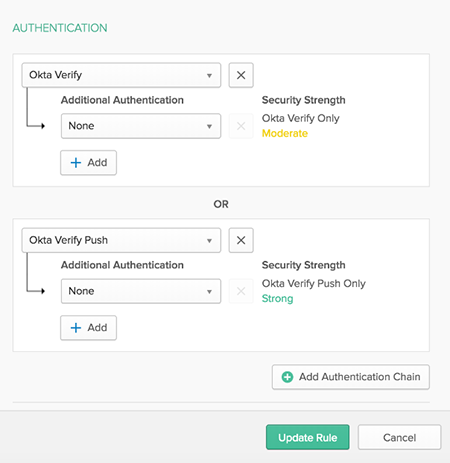 AUTHENTICATION
Okta Verify
Additional Authentication Security Strength
None Okta Verify Only
Moderate
+ Add
OR
Okta Verify Push
Additional Authentication Security Strength
None Okta Verify Push Only
Strong
+ Add
Add Authentication Chain
Update Rule Cancel